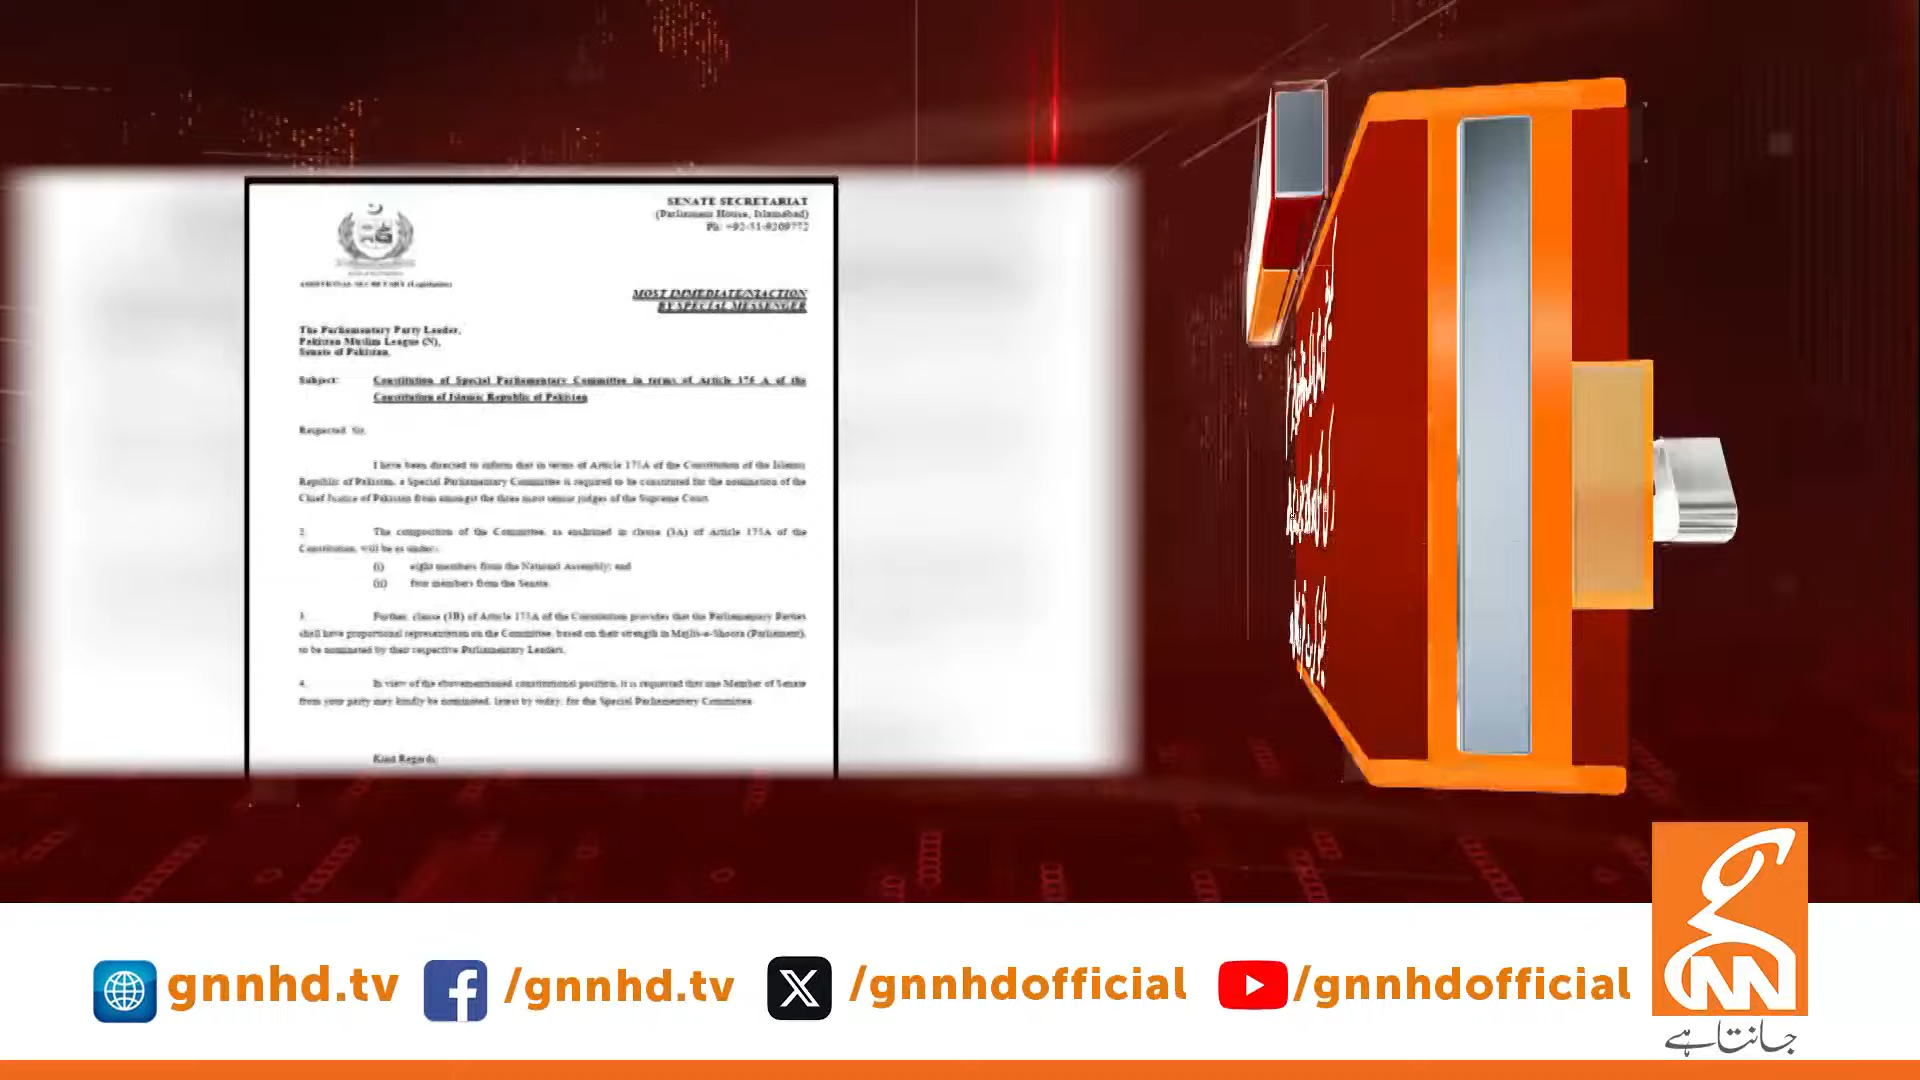 SENATE SECRETARIAT
(Parliament House, Islamabad)
Ph: +92-51-9209772
ADDITIONAL SECRETARY (Legislation)
MOST IMMEDIATE/N/ACTION
BY SPECIAL MESSENGER
The Parliamentary Party Leader,
Pakistan Muslim League (N),
Senate of Pakistan.
Subject: Constitution of Special Parliamentary Committee in terms of Article 175 A of the
Constitution of Islamic Republic of Pakistan
Respected Sir,
I have been directed to inform that in terms of Article 175A of the Constitution of the Islamic
Republic of Pakistan, a Special Parliamentary Committee is required to be constituted for the nomination of the
Chief Justice of Pakistan from amongst the three most senior judges of the Supreme Court.
2. The composition of the Committee, as enshrined in clause (3A) of Article 175A of the
Constitution, will be as under:
(i) eight members from the National Assembly; and
(ii) four members from the Senate.
3. Further, clause (3B) of Article 175A of the Constitution provides that the Parliamentary Parties
shall have proportional representation on the Committee, based on their strength in Majlis-e-Shoora (Parliament),
to be nominated by their respective Parliamentary Leaders.
4. In view of the abovementioned constitutional position, it is requested that one Member of Senate
from your party may kindly be nominated, latest by today, for the Special Parliamentary Committee.
Kind Regards,
gnnhd.tv /gnnhd.tv /gnnhdofficial /gnnhdofficial
GNN
جانتا ہے